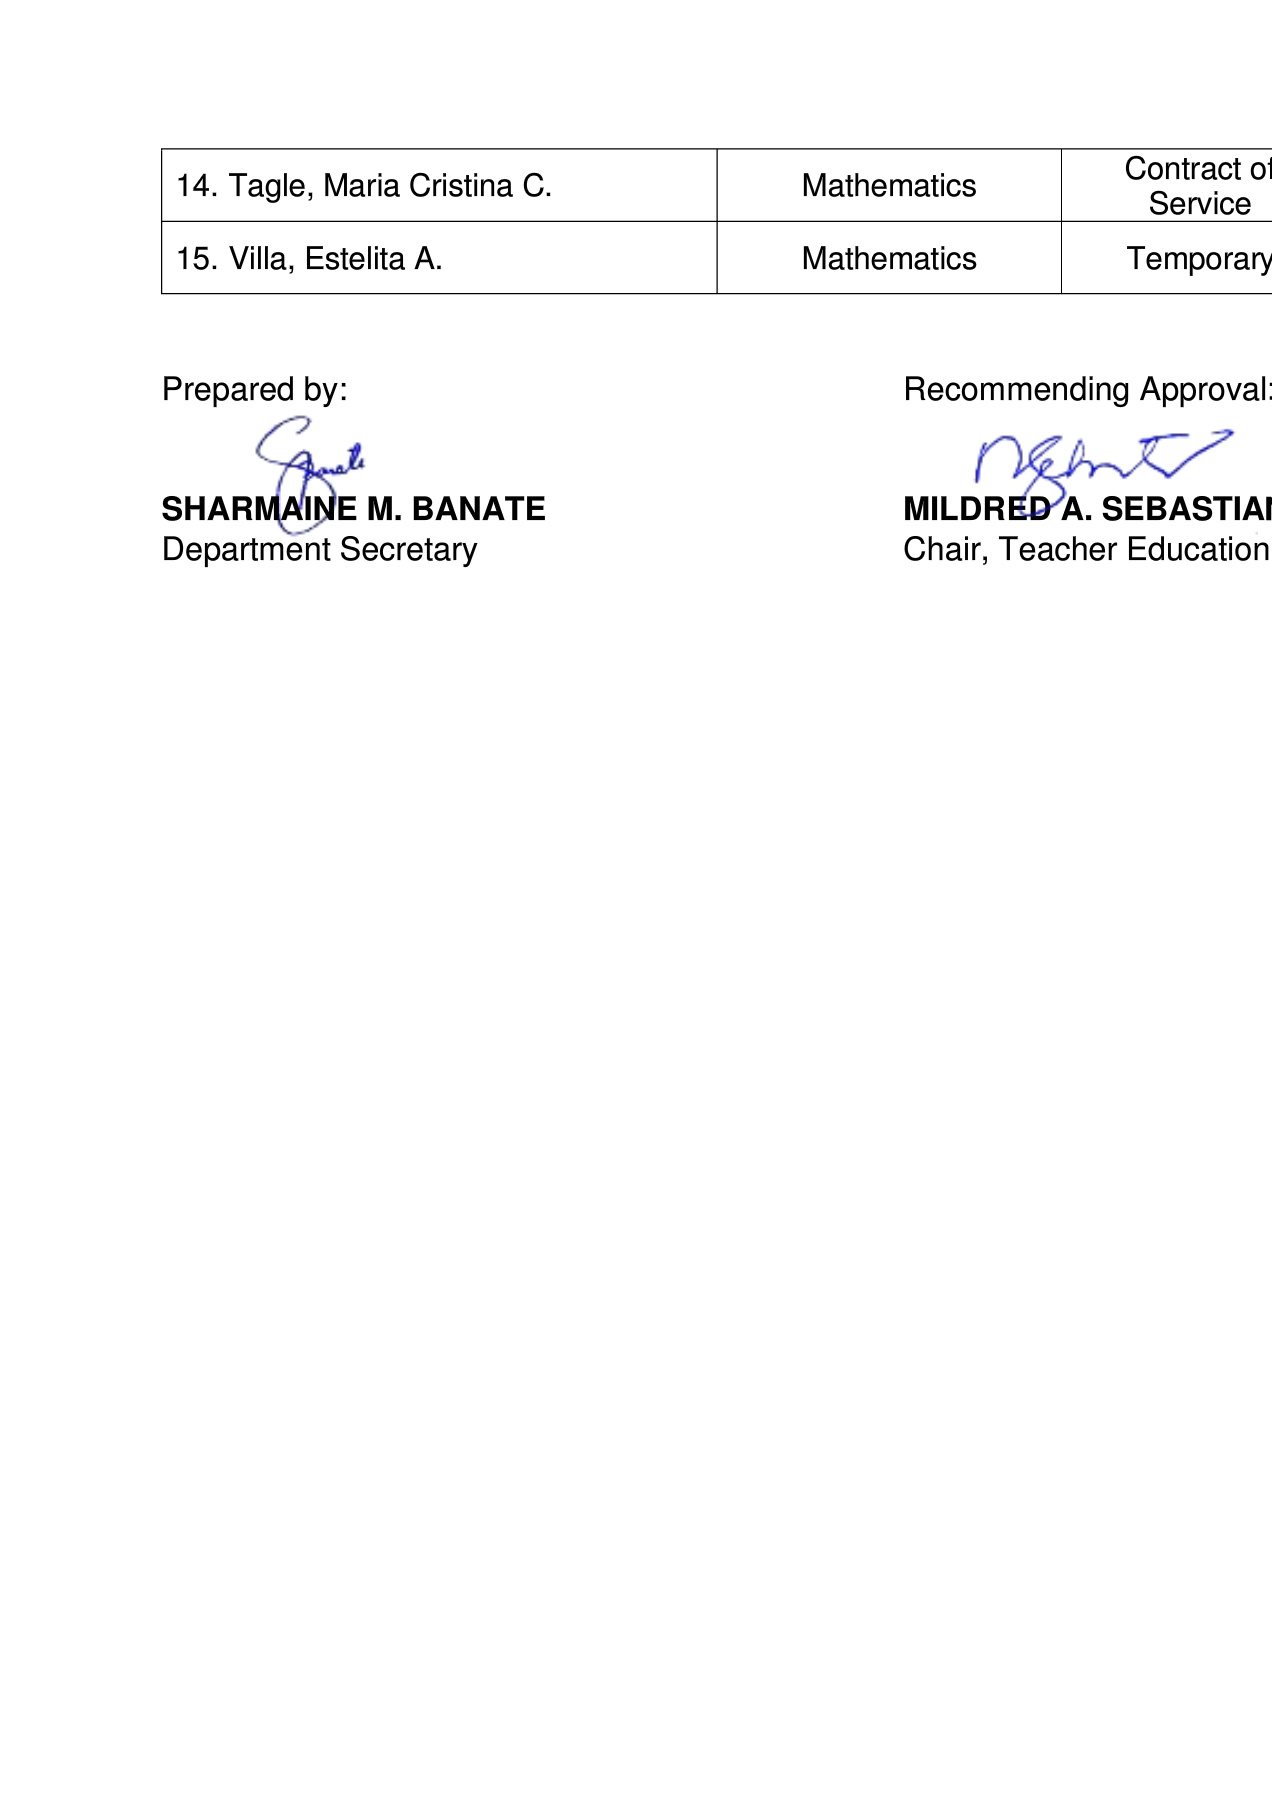 14. Tagle, Maria Cristina C. Mathematics Contract of
Service
15. Villa, Estelita A. Mathematics Temporary
Prepared by: Recommending Approval:
SHARMAINE M. BANATE MILDRED A. SEBASTIAN
Department Secretary Chair, Teacher Education